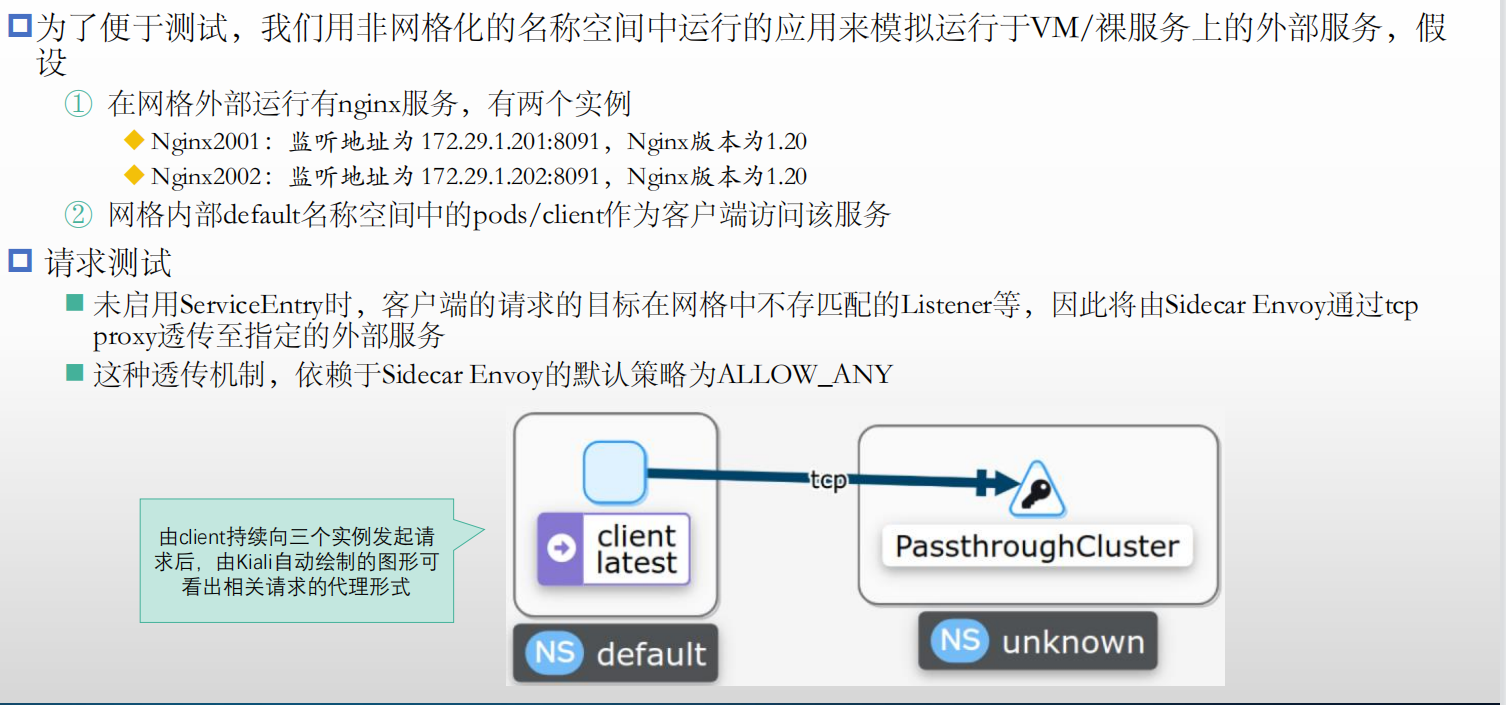 为了便于测试，我们用非网格化的名称空间中运行的应用来模拟运行于VM/裸服务上的外部服务，假
设
① 在网格外部运行有nginx服务，有两个实例
Nginx2001：监听地址为 172.29.1.201:8091，Nginx版本为1.20
Nginx2002：监听地址为 172.29.1.202:8091，Nginx版本为1.20
② 网格内部default名称空间中的pods/client作为客户端访问该服务
请求测试
未启用ServiceEntry时，客户端的请求的目标在网格中不存匹配的Listener等，因此将由Sidecar Envoy通过tcp
proxy透传至指定的外部服务
这种透传机制，依赖于Sidecar Envoy的默认策略为ALLOW_ANY
由client持续向三个实例发起请
求后，由Kiali自动绘制的图形可
看出相关请求的代理形式
tcp
client
latest
PassthroughCluster
NS default
NS unknown